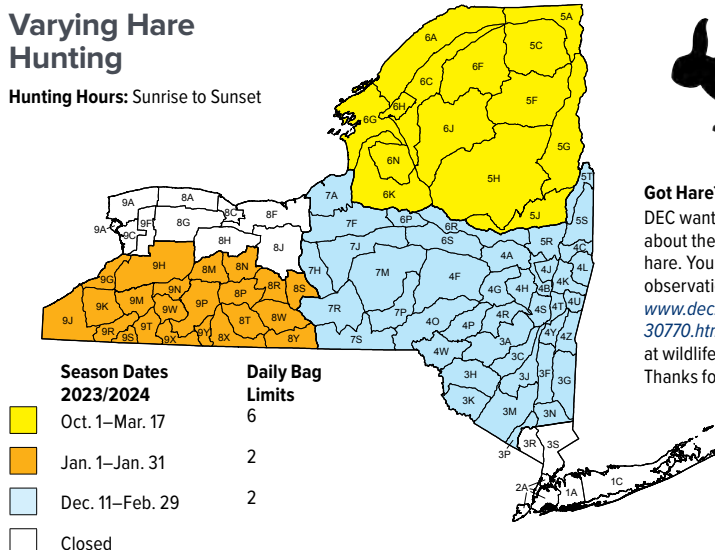 Varying Hare
Hunting
Hunting Hours: Sunrise to Sunset
5A
6A
5C
6F
6C
5F
6H
6G
6J
5G
6N
5H
6K
5J
5T
9A
8A
8C
8F
9F
8G
9A
9C
8H
8J
7A
7F
6P
6R
6S
5R
5S
4C
7J
7H
7M
4F
4A
4J
4L
4K
4G
4H
4B
4U
9H
8M
8N
9G
9N
8R
8S
9K
9M
9P
8P
9W
9J
9R
9T
8T
8W
9S
9X
9Y
8X
8Y
7R
7P
7S
4O
4R
4S
4T
4P
4Y
4Z
3A
4W
3C
3H
3J
3F
3G
3K
3M
3N
3R
3S
3P
2A
1A
1C
Season Dates
2023/2024
Daily Bag
Limits
Oct. 1–Mar. 17
6
Jan. 1–Jan. 31
2
Dec. 11–Feb. 29
2
Closed
Got Hare
DEC want
about the
hare. You
observati
www.dec
30770.htm
at wildlife
Thanks fo